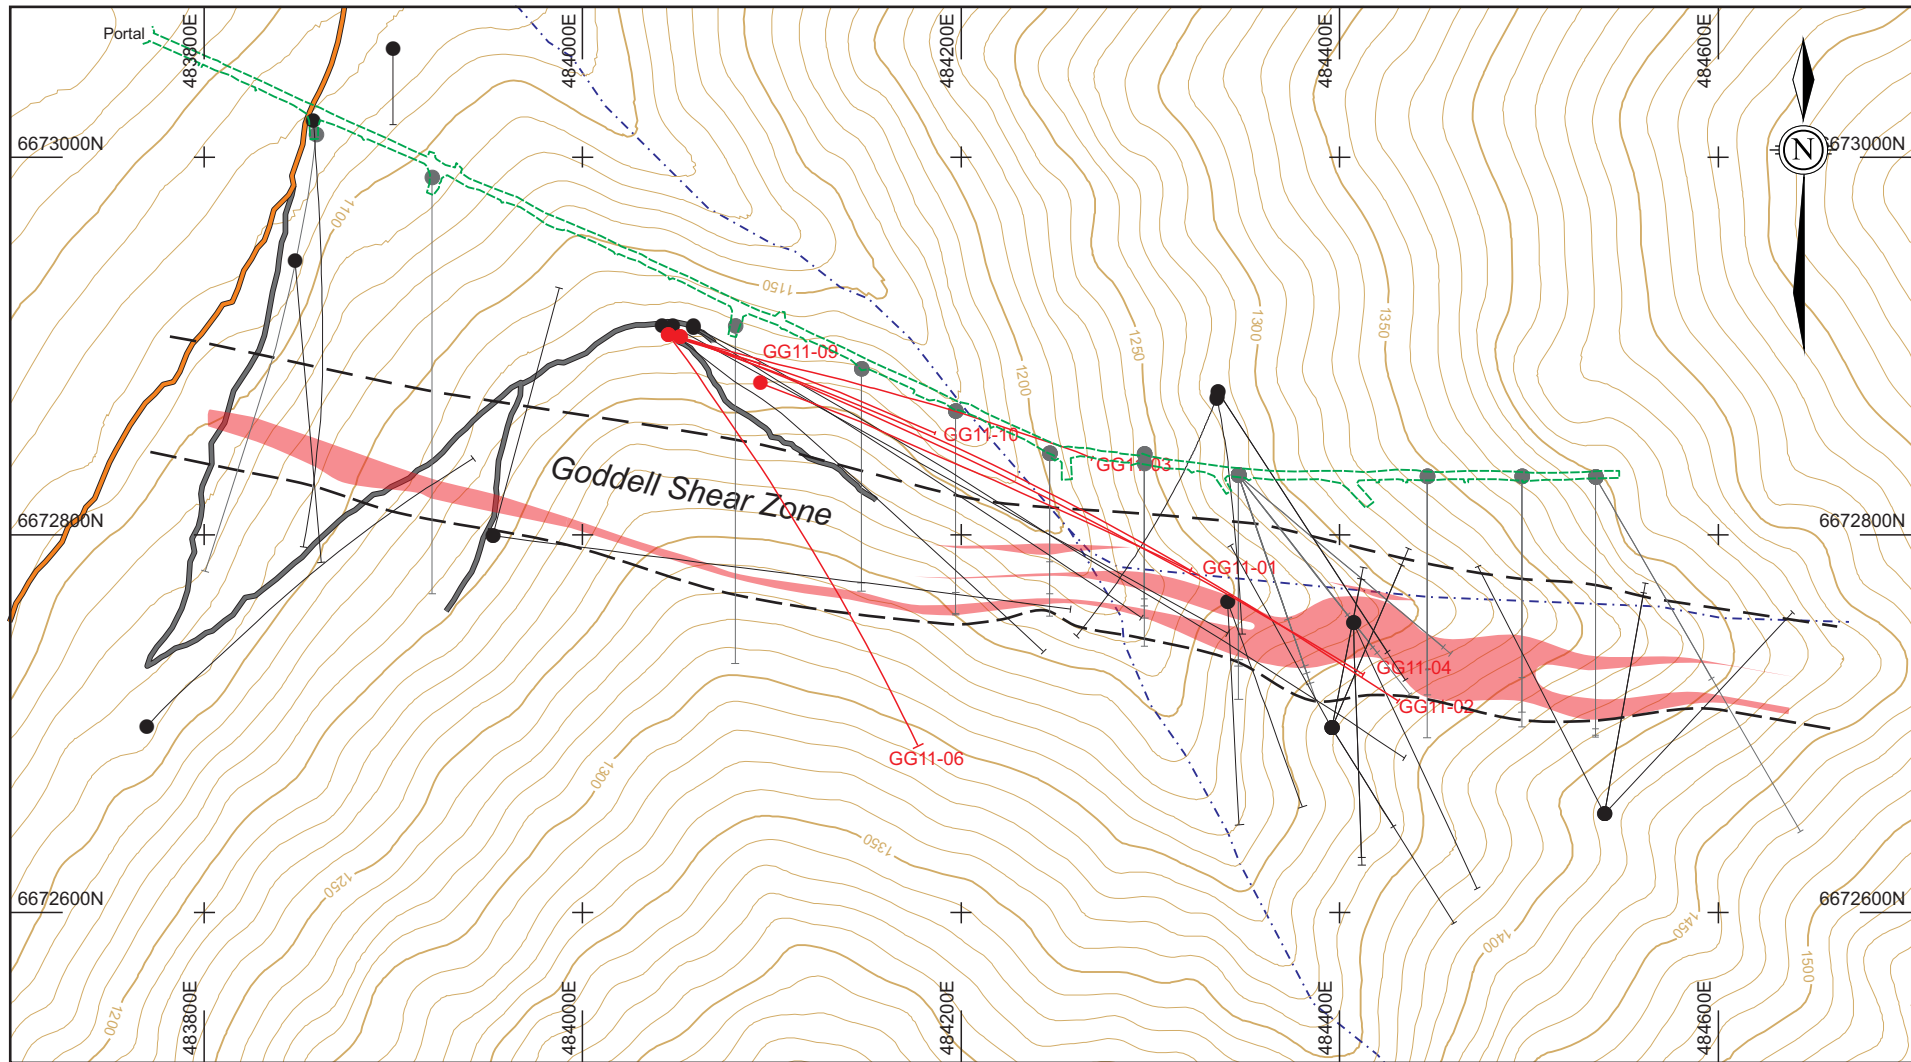 Portal
483800E
484000E
484200E
484400E
484600E
6673000N
N
6673000N
1100
1150
1200
1250
1300
1350
GG11-09
GG11-10
GG11-03
Goddell Shear Zone
6672800N
6672800N
GG11-01
GG11-04
GG11-02
GG11-06
1300
1350
1250
1200
1400
1450
1500
6672600N
6672600N
483800E
484000E
484200E
484400E
484600E